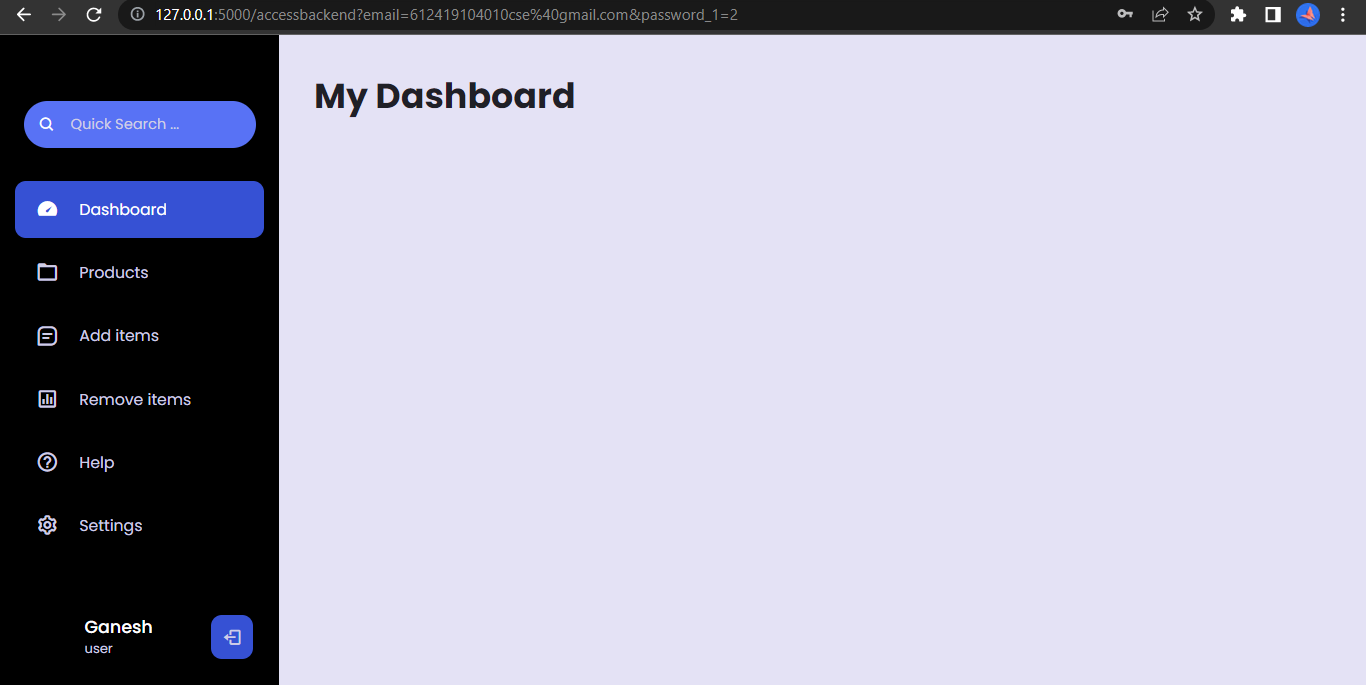 127.0.0.1:5000/accessbackend?email=612419104010cse%40gmail.com&password_1=2
My Dashboard
Quick Search ...
Dashboard
Products
Add items
Remove items
Help
Settings
Ganesh
user